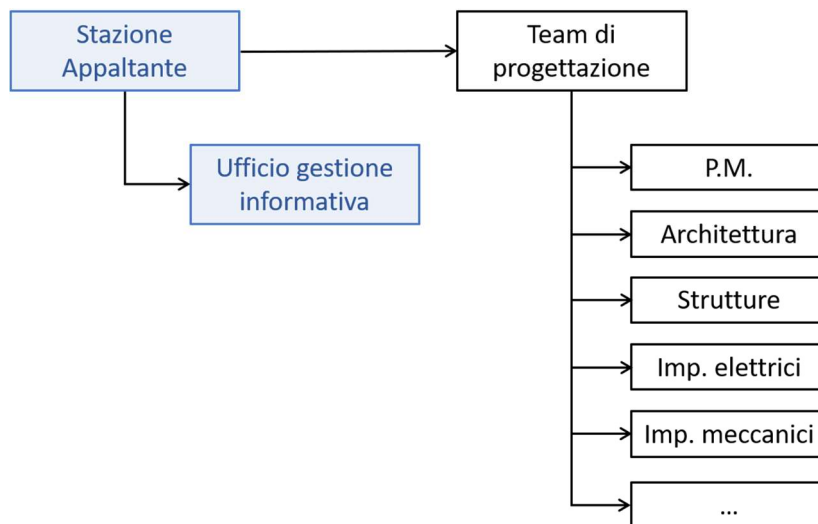 Stazione
Appaltante
Team di
progettazione
Ufficio gestione
informativa
P.M.
Architettura
Strutture
Imp. elettrici
Imp. meccanici
...